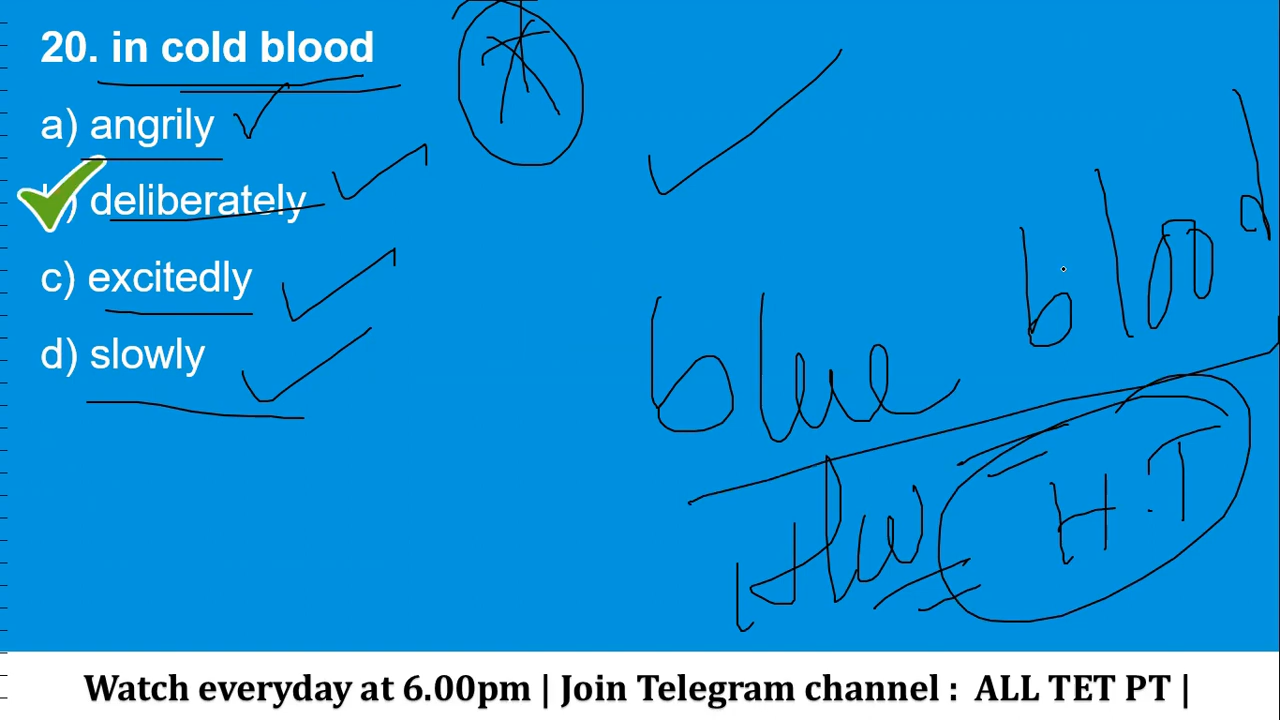 20. in cold blood
a) angrily
b) deliberately
c) excitedly
d) slowly
blue blood
H.T
Watch everyday at 6.00pm | Join Telegram channel : ALL TET PT |